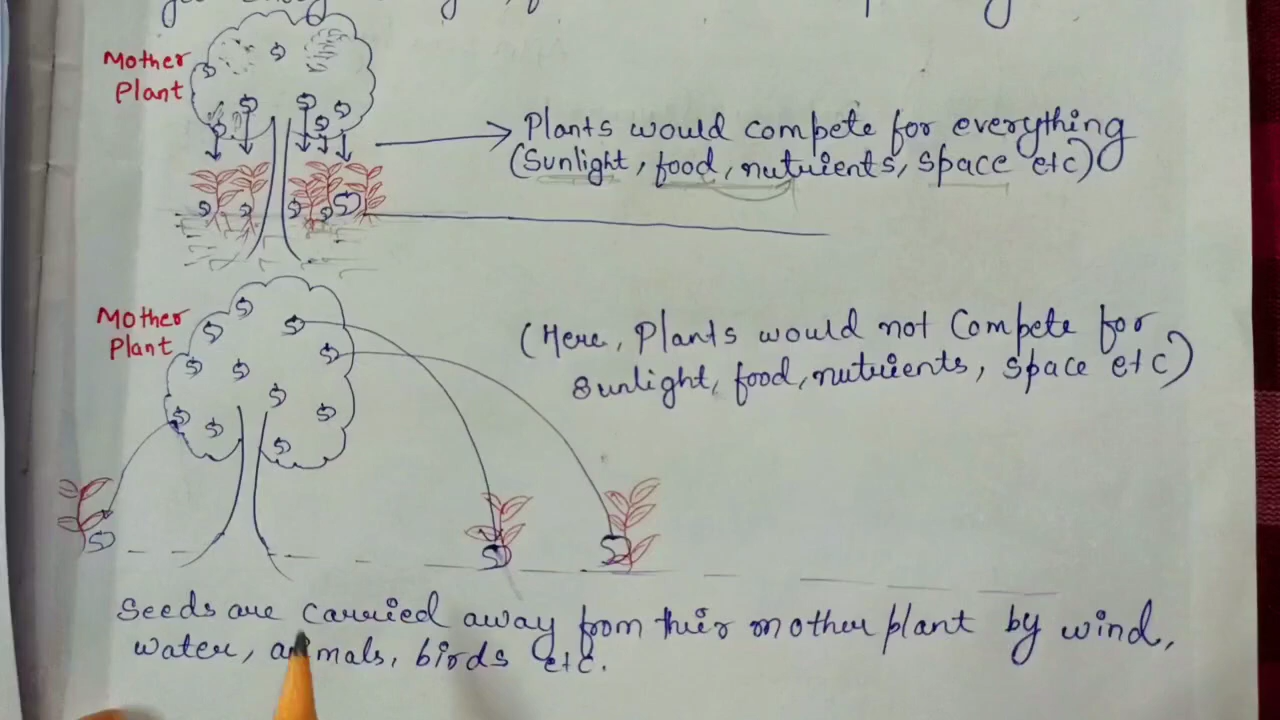 Mother
Plant
Plants would compete for everything
(Sunlight, food, nutrients, space etc)
Mother
Plant
(Here, Plants would not Compete for
sunlight, food, nutrients, space etc)
Seeds are carried away from their mother plant by wind,
water, animals, birds etc.